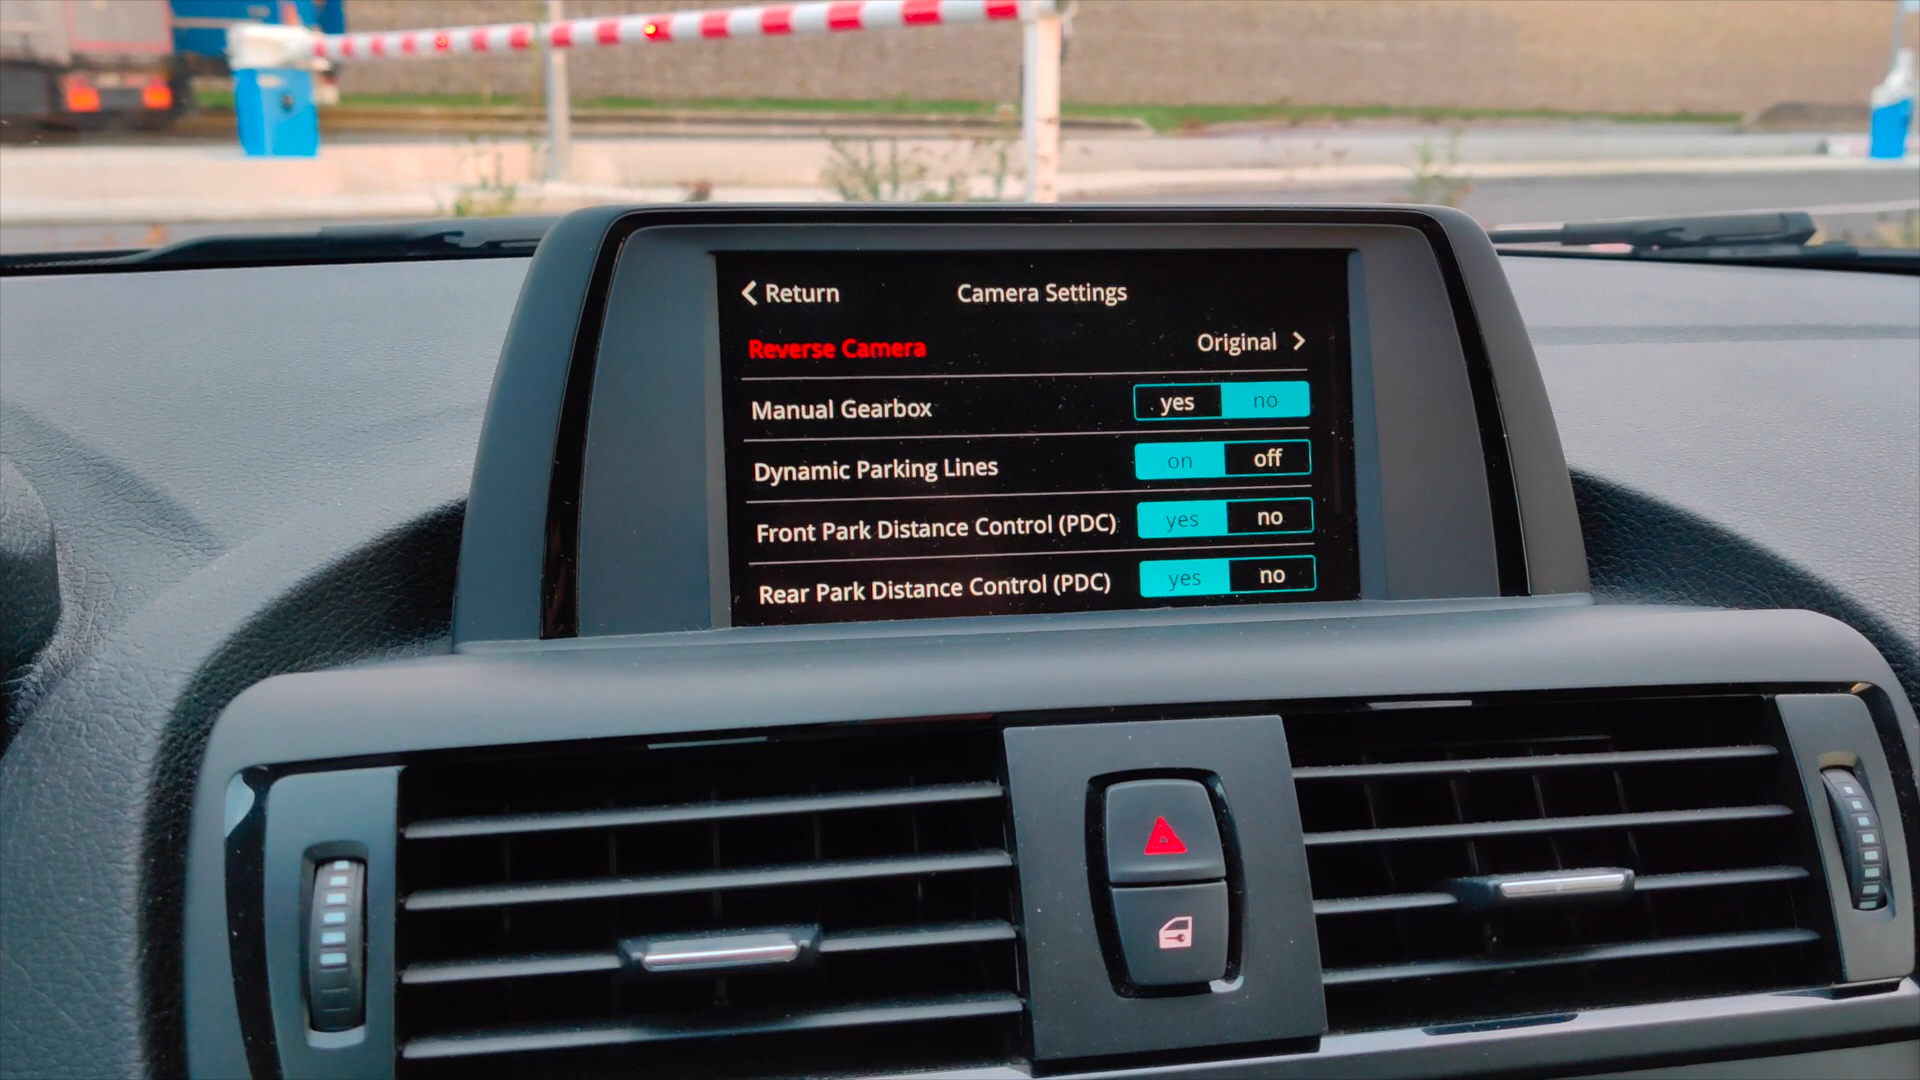 Return Camera Settings
Reverse Camera Original
Manual Gearbox yes no
Dynamic Parking Lines on off
Front Park Distance Control (PDC) yes no
Rear Park Distance Control (PDC) yes no